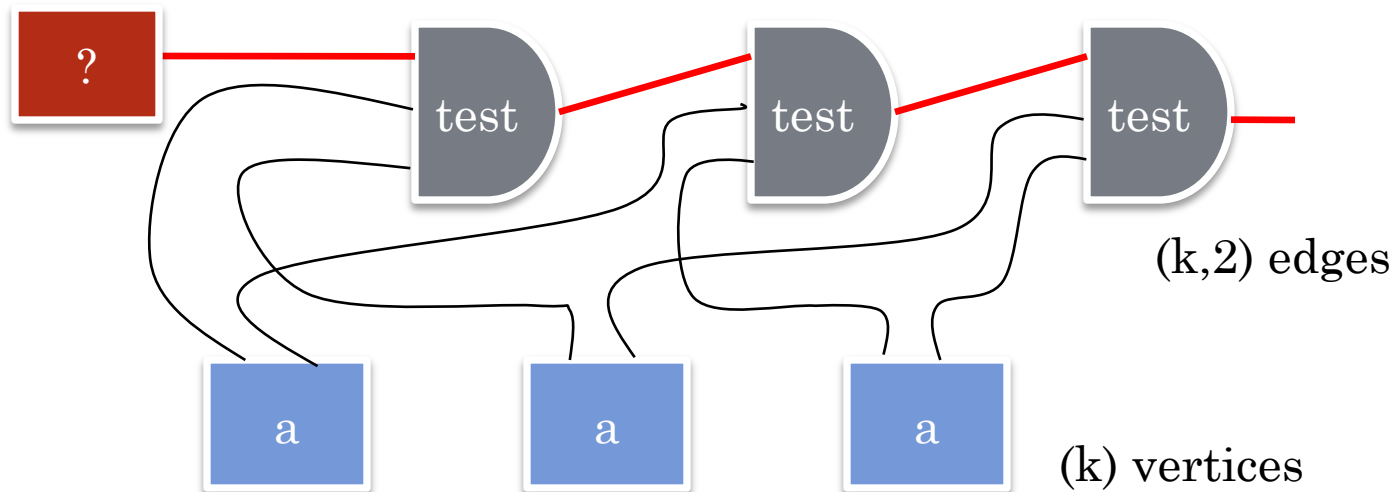 ?
test test test
(k,2) edges
a a a
(k) vertices